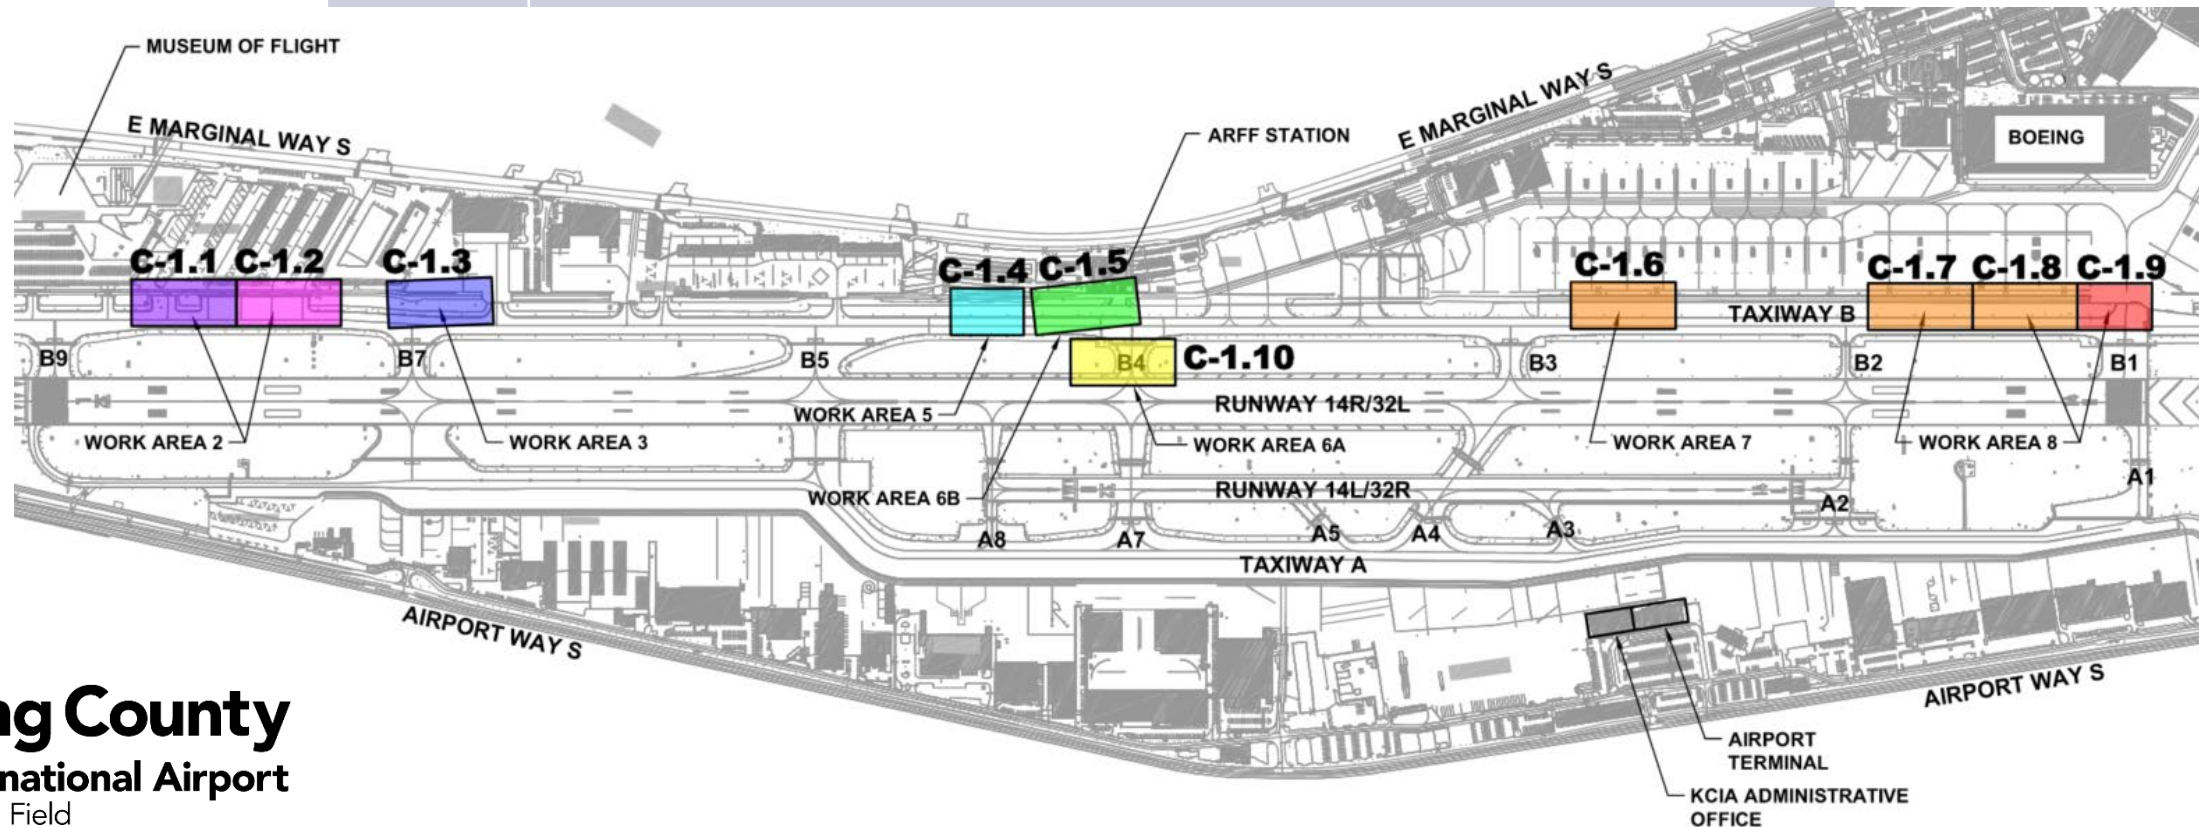 MUSEUM OF FLIGHT
E MARGINAL WAY S
ARFF STATION
E MARGINAL WAY S
BOEING
C-1.1 C-1.2 C-1.3 C-1.4 C-1.5 C-1.6 C-1.7 C-1.8 C-1.9
TAXIWAY B
B9 B7 B5 B4 C-1.10 B3 B2 B1
RUNWAY 14R/32L
WORK AREA 5
WORK AREA 2 WORK AREA 3 WORK AREA 6A WORK AREA 7 WORK AREA 8
A1
RUNWAY 14L/32R
WORK AREA 6B
A2
A8 A7 A5 A4 A3
TAXIWAY A
AIRPORT WAY S
AIRPORT WAY S
ng County
national Airport
Field
AIRPORT
TERMINAL
KCIA ADMINISTRATIVE
OFFICE